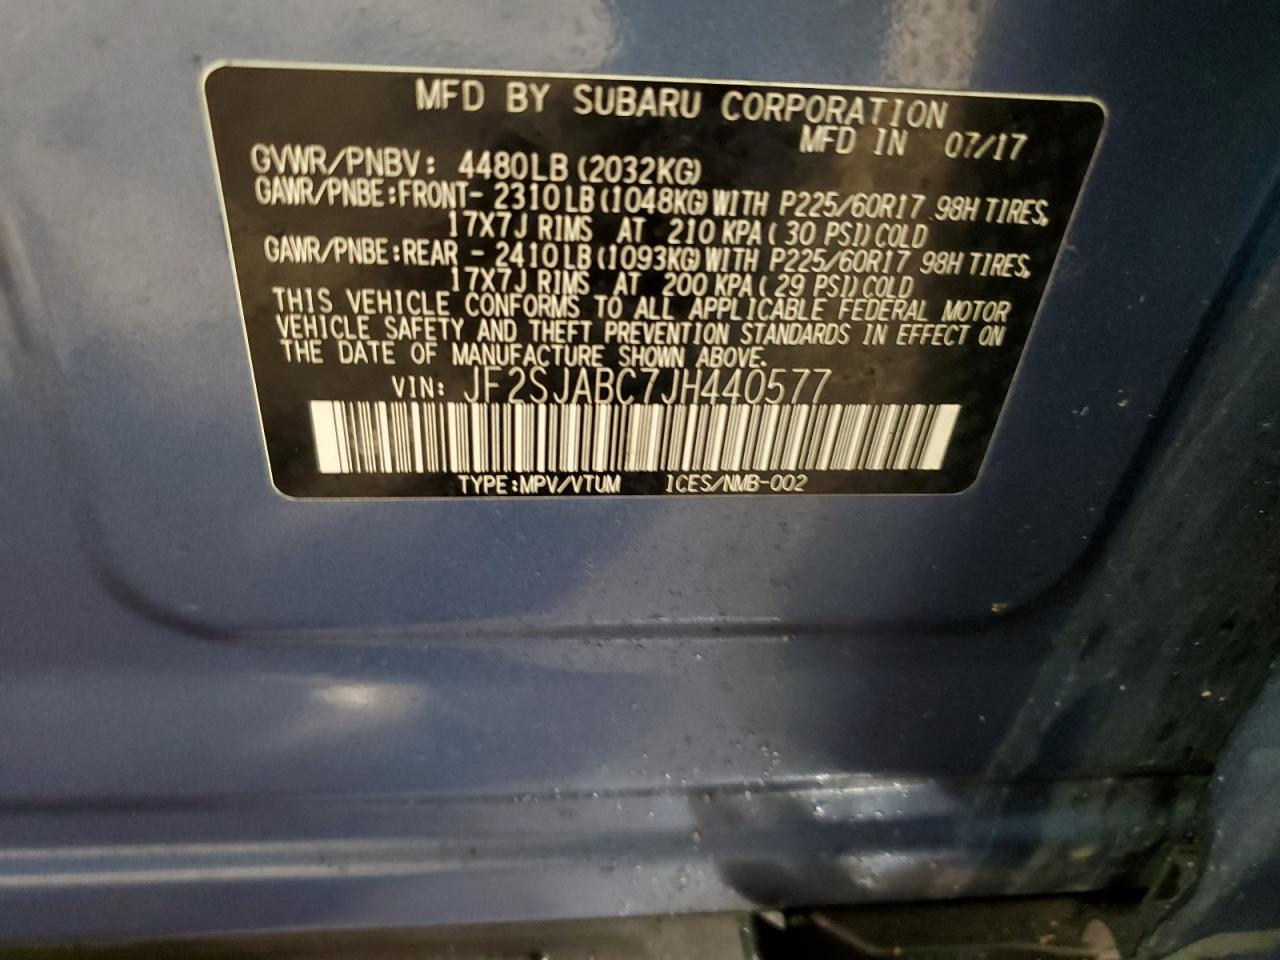 MFD BY SUBARU CORPORATION
MFD IN 07/17
GVWR/PNBV: 4480LB (2032KG)
GAWR/PNBE:FRONT- 2310LB (1048KG) WITH P225/60R17 98H TIRES,
17X7J RIMS AT 210 KPA ( 30 PSI) COLD
GAWR/PNBE:REAR - 2410LB (1093KG) WITH P225/60R17 98H TIRES,
17X7J RIMS AT 200 KPA ( 29 PSI) COLD
THIS VEHICLE CONFORMS TO ALL APPLICABLE FEDERAL MOTOR
VEHICLE SAFETY AND THEFT PREVENTION STANDARDS IN EFFECT ON
THE DATE OF MANUFACTURE SHOWN ABOVE.
VIN: JF2SJABC7JH440577
TYPE:MPV/VTUM ICES/NMB-002